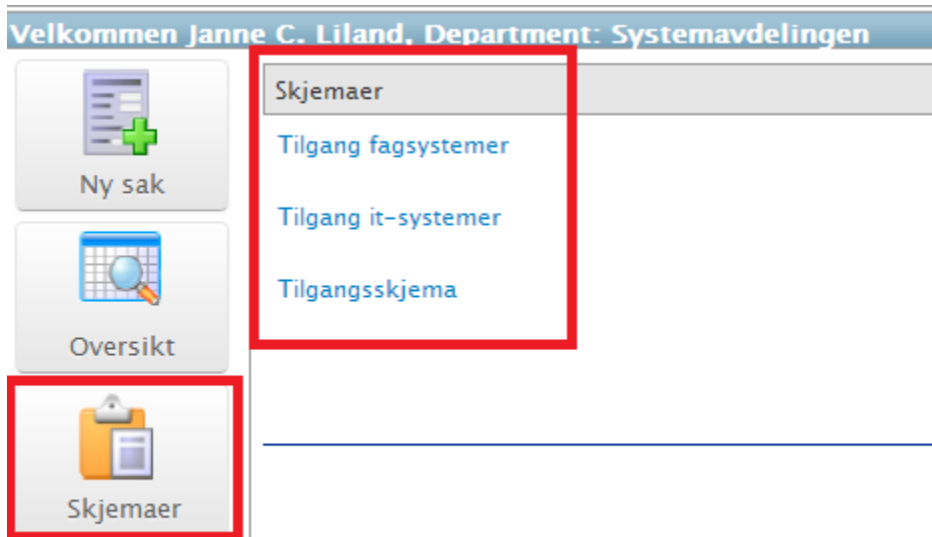 Velkommen Janne C. Liland, Department: Systemavdelingen
Ny sak
Oversikt
Skjemaer
Skjemaer
Tilgang fagsystemer
Tilgang it-systemer
Tilgangsskjema